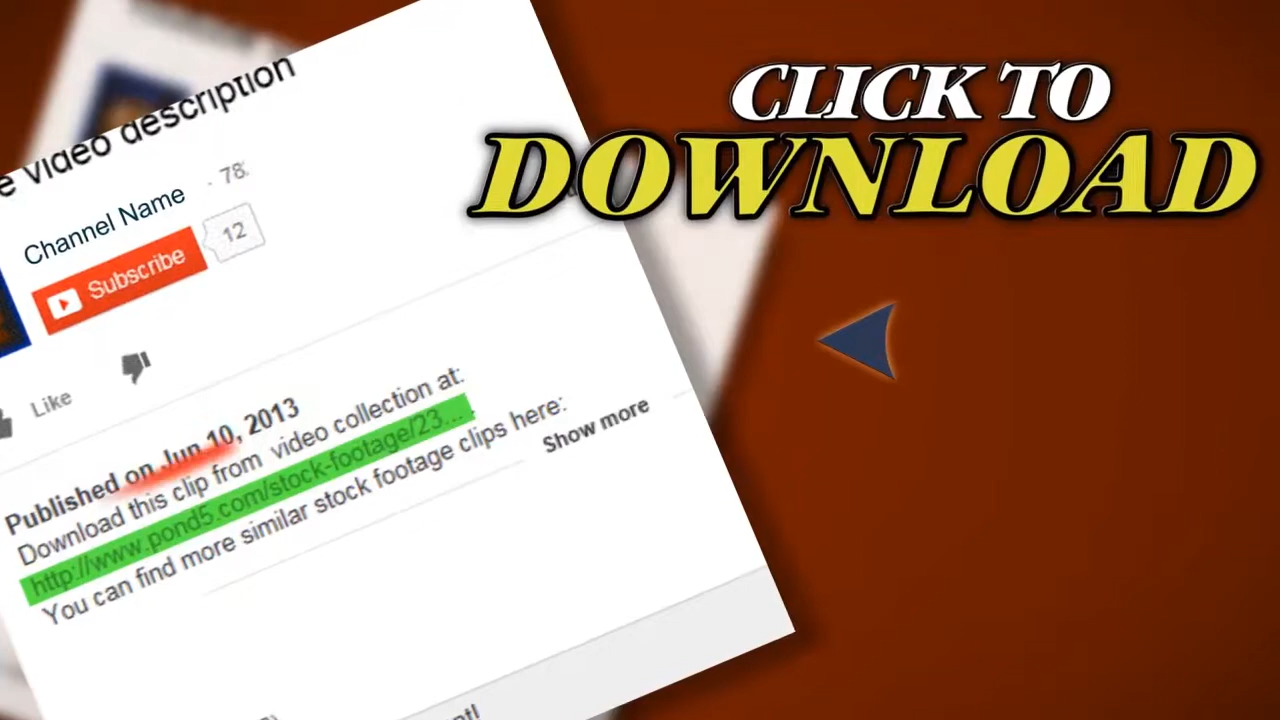 CLICK TO
DOWNLOAD
video description
Channel Name
Subscribe
12
Like
Published on Jun 10, 2013
Download this clip from video collection at:
http://www.pond5.com/stock-footage/23...
You can find more similar stock footage clips here:
Show more